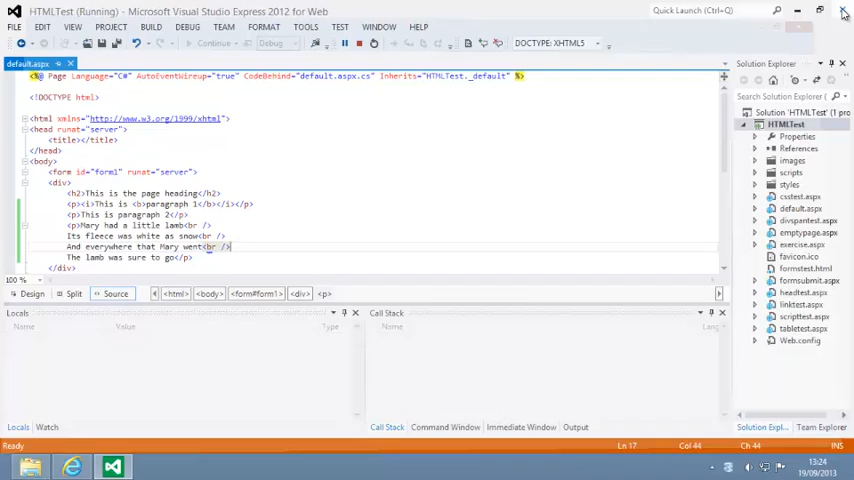 HTMLTest (Running) - Microsoft Visual Studio Express 2012 for Web
Quick Launch (Ctrl+Q)
FILE EDIT VIEW PROJECT BUILD DEBUG TEAM FORMAT TOOLS TEST WINDOW HELP
Continue Debug DOCTYPE: XHTML5
default.aspx
Solution Explorer
<%@ Page Language="C#" AutoEventWireup="true" CodeBehind="default.aspx.cs" Inherits="HTMLTest._default" %>
<!DOCTYPE html>
<html xmlns="http://www.w3.org/1999/xhtml">
<head runat="server">
<title></title>
</head>
<body>
<form id="form1" runat="server">
<div>
<h2>This is the page heading</h2>
<p><i>This is <b>paragraph 1</b></i></p>
<p>This is paragraph 2</p>
<p>Mary had a little lamb<br />
Its fleece was white as snow<br />
And everywhere that Mary went<br />
The lamb was sure to go</p>
</div>
Search Solution Explorer (Ctrl+
Solution 'HTMLTest' (1 pro
HTMLTest
Properties
References
images
scripts
styles
csstest.aspx
default.aspx
divspantest.aspx
exercise.aspx
favicon.ico
formstest.html
formsubmit.aspx
headtest.aspx
linktest.aspx
scripttest.aspx
tabletest.aspx
Web.config
100 %
Design Split Source <html> <body> <form#form1> <div> <p>
Locals
Name Value Type
Call Stack
Name Lang
Locals Watch
Call Stack Command Window Immediate Window Output
Solution Expl... Team Explorer
Ready Ln 17 Col 44 Ch 44 INS
13:24
19/09/2013